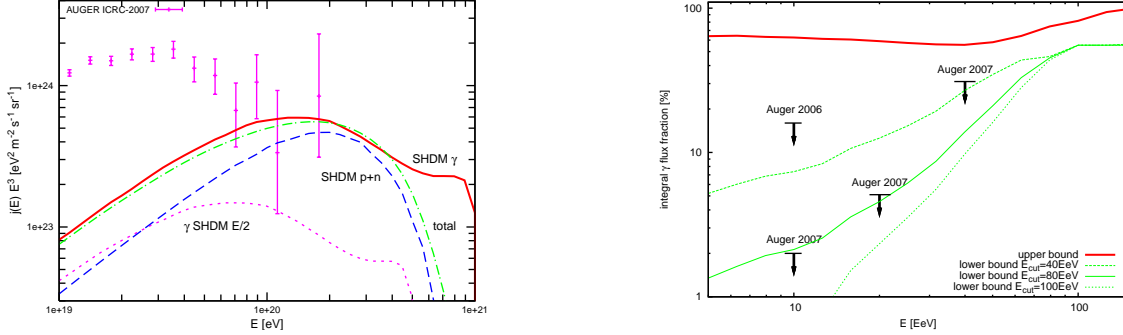 AUGER ICRC-2007
1e+24
1e+23
j(E) E³ [eV² m⁻² s⁻¹ sr⁻¹]
SHDM γ
SHDM p+n
γ SHDM E/2
total
1e+19
1e+20
1e+21
E [eV]
100
10
1
integral γ flux fraction [%]
Auger 2007
Auger 2006
Auger 2007
Auger 2007
upper bound
lower bound E_cut=40EeV
lower bound E_cut=80EeV
lower bound E_cut=100EeV
10
100
E [EeV]